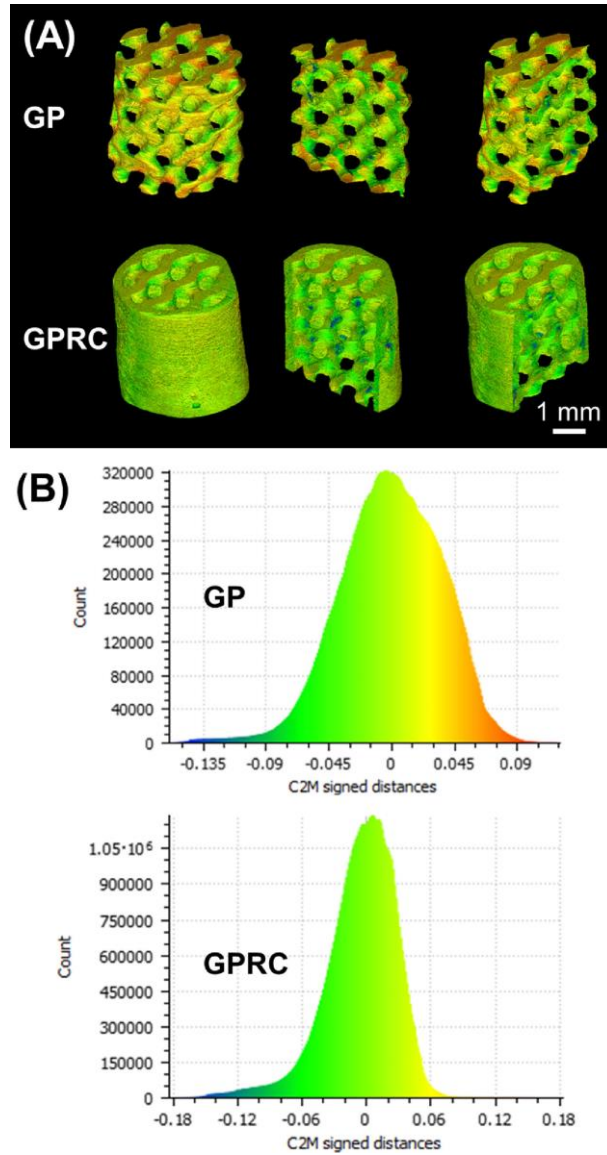 (A)
GP
GPRC
1 mm
(B)
320000
280000
240000
200000
160000
120000
80000
40000
0
Count
GP
-0.135 -0.09 -0.045 0 0.045 0.09
C2M signed distances
1.05·10⁶
900000
750000
600000
450000
300000
150000
0
Count
GPRC
-0.18 -0.12 -0.06 0 0.06 0.12 0.18
C2M signed distances